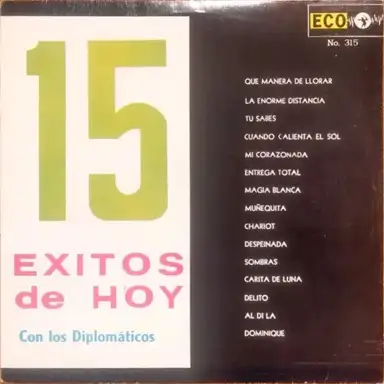 ECO
No. 315
15
EXITOS
de HOY
Con los Diplomáticos
QUE MANERA DE LLORAR
LA ENORME DISTANCIA
TU SABES
CUANDO CALIENTA EL SOL
MI CORAZONADA
ENTREGA TOTAL
MAGIA BLANCA
MUÑEQUITA
CHARIOT
DESPEINADA
SOMBRAS
CARITA DE LUNA
DELITO
AL DI LA
DOMINIQUE